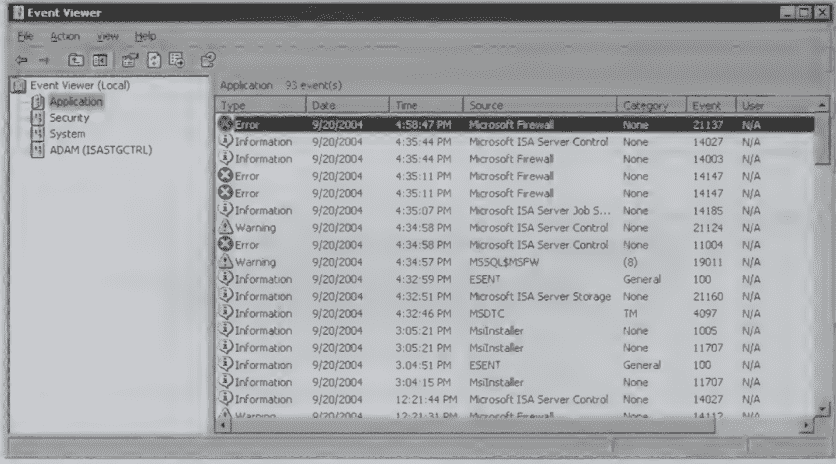 Event Viewer
File Action View Help
Event Viewer (Local)
Application
Security
System
ADAM (ISASTGCTRL)
Application 93 event(s)
Type Date Time Source Category Event User
Error 9/20/2004 4:58:47 PM Microsoft Firewall None 21137 N/A
Information 9/20/2004 4:35:44 PM Microsoft ISA Server Control None 14027 N/A
Information 9/20/2004 4:35:44 PM Microsoft Firewall None 14003 N/A
Error 9/20/2004 4:35:11 PM Microsoft Firewall None 14147 N/A
Error 9/20/2004 4:35:11 PM Microsoft Firewall None 14147 N/A
Information 9/20/2004 4:35:07 PM Microsoft ISA Server Job S... None 14185 N/A
Warning 9/20/2004 4:34:58 PM Microsoft ISA Server Control None 21124 N/A
Error 9/20/2004 4:34:58 PM Microsoft ISA Server Control None 11004 N/A
Warning 9/20/2004 4:34:57 PM MSSQL$MSFW (8) 19011 N/A
Information 9/20/2004 4:32:59 PM ESENT General 100 N/A
Information 9/20/2004 4:32:51 PM Microsoft ISA Server Storage None 21160 N/A
Information 9/20/2004 4:32:46 PM MSDTC TM 4097 N/A
Information 9/20/2004 3:05:21 PM MsiInstaller None 1005 N/A
Information 9/20/2004 3:05:21 PM MsiInstaller None 11707 N/A
Information 9/20/2004 3:04:51 PM ESENT General 100 N/A
Information 9/20/2004 3:04:15 PM MsiInstaller None 11707 N/A
Information 9/20/2004 12:21:44 PM Microsoft ISA Server Control None 14027 N/A
Warning 9/20/2004 12:21:31 PM Microsoft Firewall None 14112 N/A